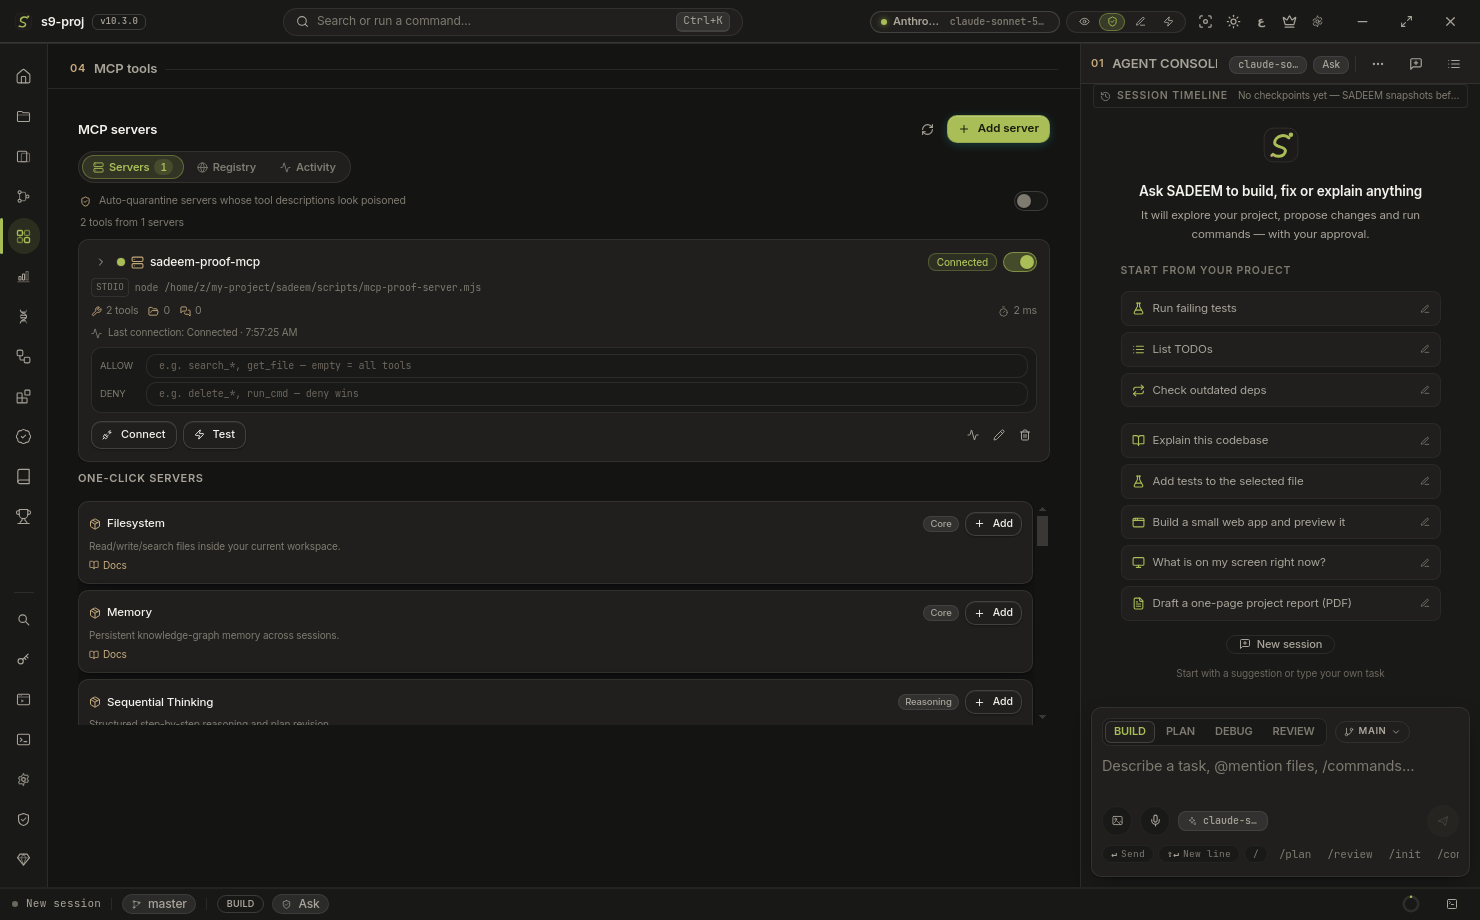 s9-proj
v10.3.0
Search or run a command...
Ctrl+K
Anthro...
claude-sonnet-5...
ع
04 MCP tools
MCP servers
Add server
Servers 1
Registry
Activity
Auto-quarantine servers whose tool descriptions look poisoned
2 tools from 1 servers
sadeem-proof-mcp
Connected
STDIO node /home/z/my-project/sadeem/scripts/mcp-proof-server.mjs
2 tools 0 0
2 ms
Last connection: Connected · 7:57:25 AM
ALLOW e.g. search_*, get_file — empty = all tools
DENY e.g. delete_*, run_cmd — deny wins
Connect
Test
ONE-CLICK SERVERS
Filesystem
Core
Add
Read/write/search files inside your current workspace.
Docs
Memory
Core
Add
Persistent knowledge-graph memory across sessions.
Docs
Sequential Thinking
Reasoning
Add
Structured step-by-step reasoning and plan revision.
01 AGENT CONSOL
claude-so…
Ask
SESSION TIMELINE No checkpoints yet — SADEEM snapshots bef...
Ask SADEEM to build, fix or explain anything
It will explore your project, propose changes and run
commands — with your approval.
START FROM YOUR PROJECT
Run failing tests
List TODOs
Check outdated deps
Explain this codebase
Add tests to the selected file
Build a small web app and preview it
What is on my screen right now?
Draft a one-page project report (PDF)
New session
Start with a suggestion or type your own task
BUILD PLAN DEBUG REVIEW
MAIN
Describe a task, @mention files, /commands...
claude-s…
↵ Send
⇧↵ New line
/
/plan /review /init /cor
New session
master
BUILD
Ask